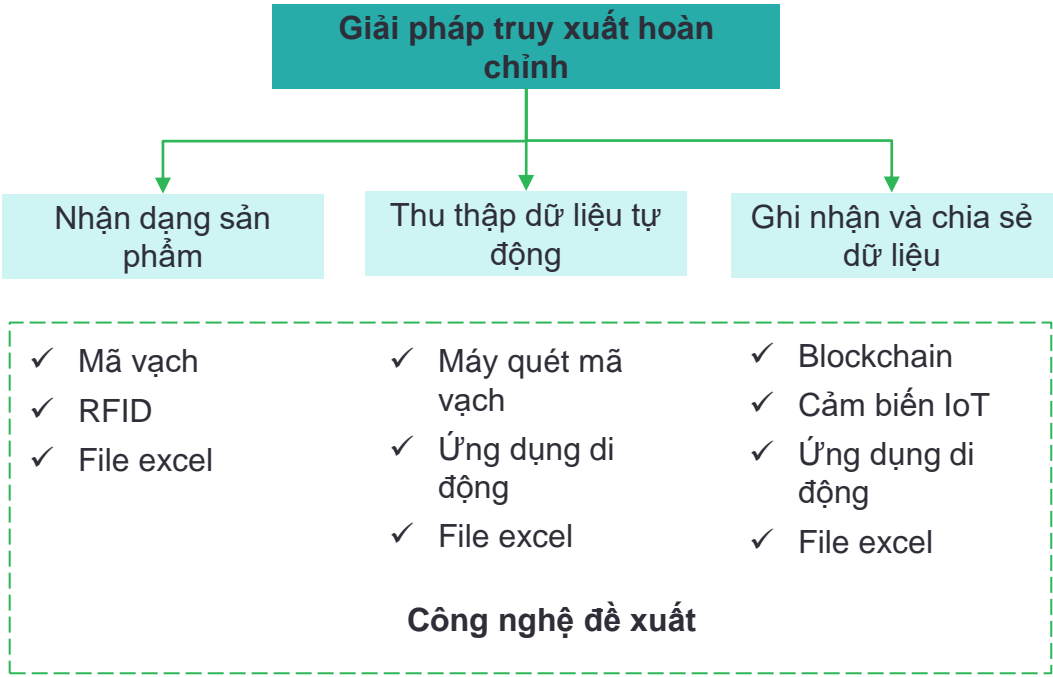 Giải pháp truy xuất hoàn
chỉnh
Nhận dạng sản
phẩm
Thu thập dữ liệu tự
động
Ghi nhận và chia sẻ
dữ liệu
✓ Mã vạch
✓ RFID
✓ File excel
✓ Máy quét mã
vạch
✓ Ứng dụng di
động
✓ File excel
✓ Blockchain
✓ Cảm biến IoT
✓ Ứng dụng di
động
✓ File excel
Công nghệ đề xuất